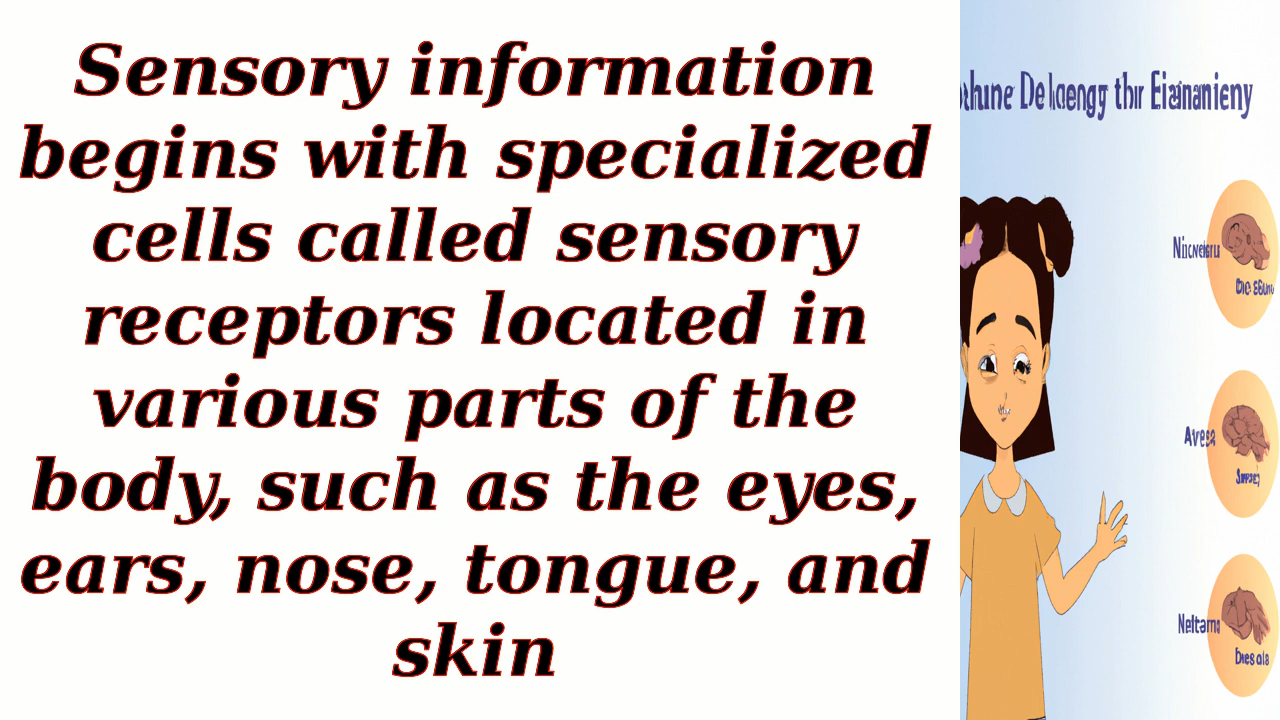 Sensory information
begins with specialized
cells called sensory
receptors located in
various parts of the
body, such as the eyes,
ears, nose, tongue, and
skin